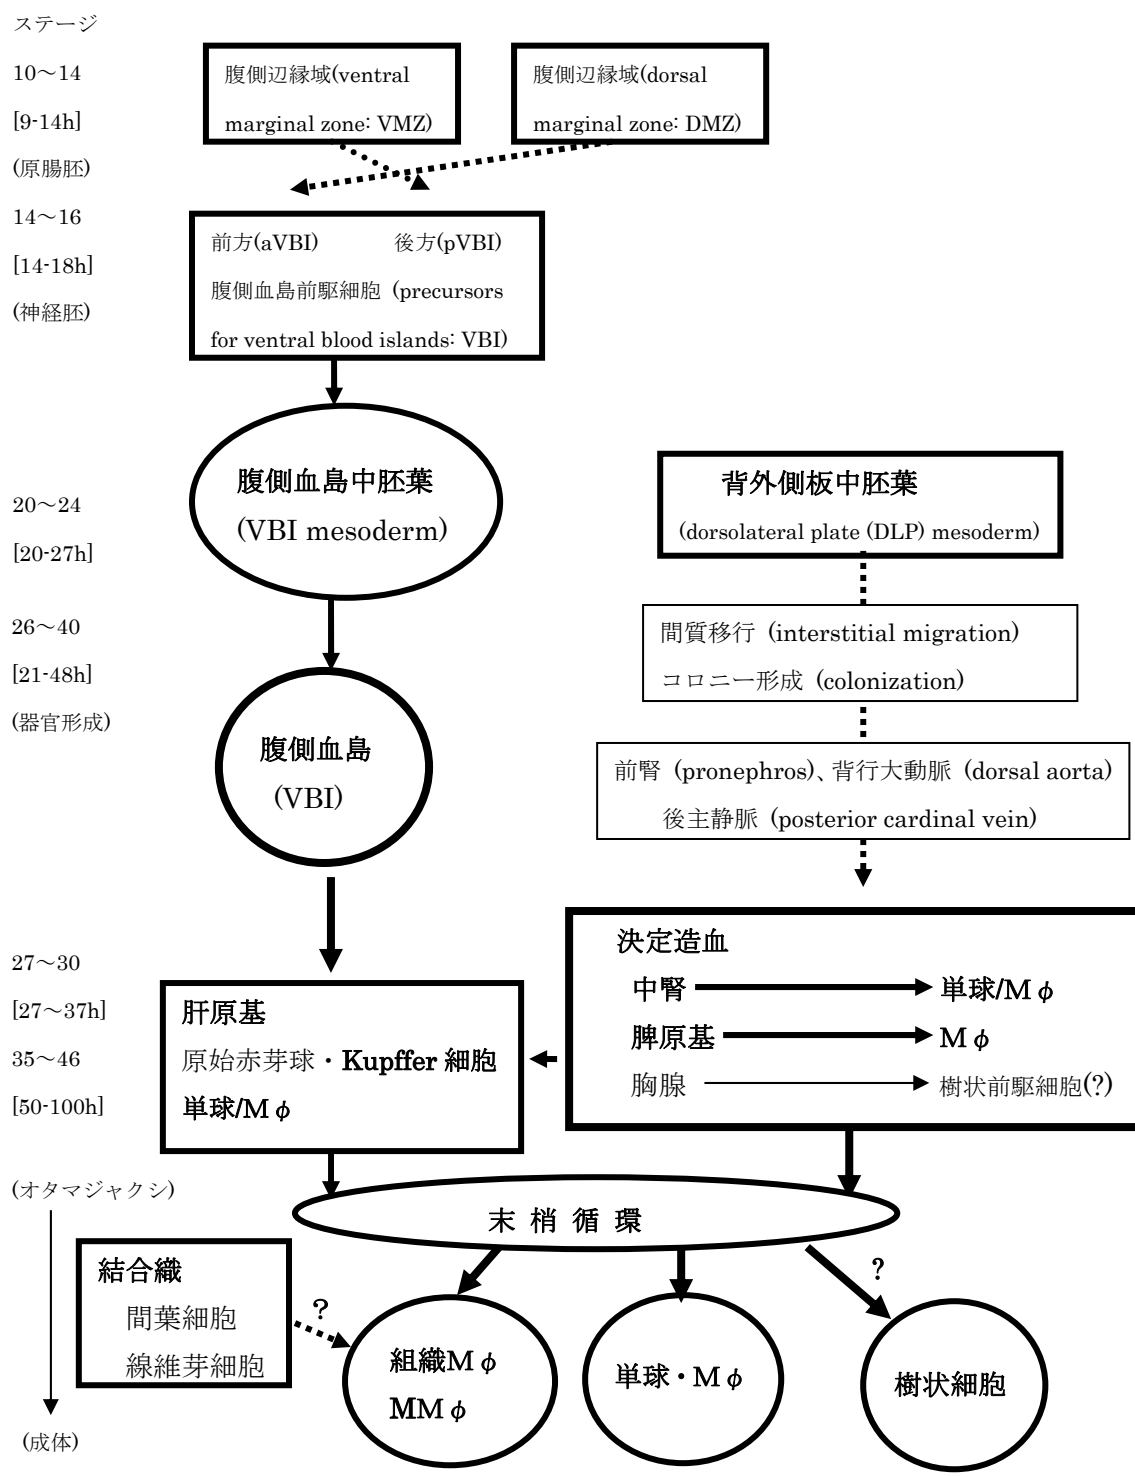 ステージ
10～14
[9-14h]
(原腸胚)
腹側辺縁域(ventral
marginal zone: VMZ)
腹側辺縁域(dorsal
marginal zone: DMZ)
14～16
[14-18h]
(神経胚)
前方(aVBI) 後方(pVBI)
腹側血島前駆細胞 (precursors
for ventral blood islands: VBI)
20～24
[20-27h]
腹側血島中胚葉
(VBI mesoderm)
背外側板中胚葉
(dorsolateral plate (DLP) mesoderm)
26～40
[21-48h]
(器官形成)
間質移行 (interstitial migration)
コロニー形成 (colonization)
腹側血島
(VBI)
前腎 (pronephros)、背行大動脈 (dorsal aorta)
後主静脈 (posterior cardinal vein)
27～30
[27～37h]
35～46
[50-100h]
肝原基
原始赤芽球・Kupffer 細胞
単球/Mφ
決定造血
中腎 単球/Mφ
脾原基 Mφ
胸腺 樹状前駆細胞(?)
(オタマジャクシ)
末 梢 循 環
結合織
間葉細胞
線維芽細胞
?
?
組織Mφ
MMφ
単球・Mφ
樹状細胞
(成体)